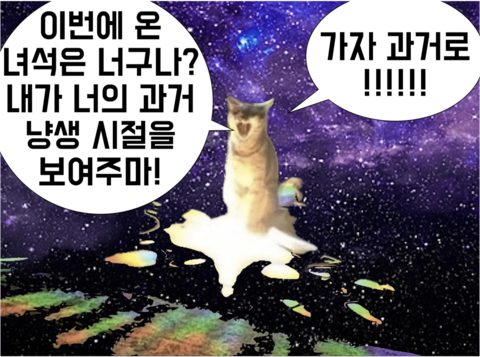 이번에 온
녀석은 너구나?
내가 너의 과거
냥생 시절을
보여주마!
가자 과거로
!!!!!!